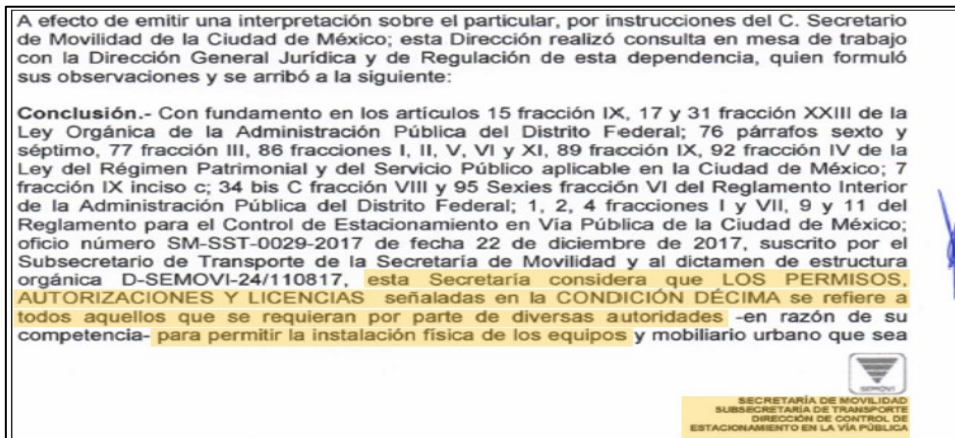 A efecto de emitir una interpretación sobre el particular, por instrucciones del C. Secretario
de Movilidad de la Ciudad de México; esta Dirección realizó consulta en mesa de trabajo
con la Dirección General Jurídica y de Regulación de esta dependencia, quien formuló
sus observaciones y se arribó a la siguiente:
Conclusión.- Con fundamento en los artículos 15 fracción IX, 17 y 31 fracción XXIII de la
Ley Orgánica de la Administración Pública del Distrito Federal; 76 párrafos sexto y
séptimo, 77 fracción III, 86 fracciones I, II, V, VI y XI, 89 fracción IX, 92 fracción IV de la
Ley del Régimen Patrimonial y del Servicio Público aplicable en la Ciudad de México; 7
fracción IX inciso c; 34 bis C fracción VIII y 95 Sexies fracción VI del Reglamento Interior
de la Administración Pública del Distrito Federal; 1, 2, 4 fracciones I y VII, 9 y 11 del
Reglamento para el Control de Estacionamiento en Vía Pública de la Ciudad de México;
oficio número SM-SST-0029-2017 de fecha 22 de diciembre de 2017, suscrito por el
Subsecretario de Transporte de la Secretaría de Movilidad y al dictamen de estructura
orgánica D-SEMOVI-24/110817, esta Secretaría considera que LOS PERMISOS,
AUTORIZACIONES Y LICENCIAS señaladas en la CONDICIÓN DÉCIMA se refiere a
todos aquellos que se requieran por parte de diversas autoridades -en razón de su
competencia- para permitir la instalación física de los equipos y mobiliario urbano que sea
SEMOVI
SECRETARÍA DE MOVILIDAD
SUBSECRETARÍA DE TRANSPORTE
DIRECCIÓN DE CONTROL DE
ESTACIONAMIENTO EN LA VÍA PÚBLICA